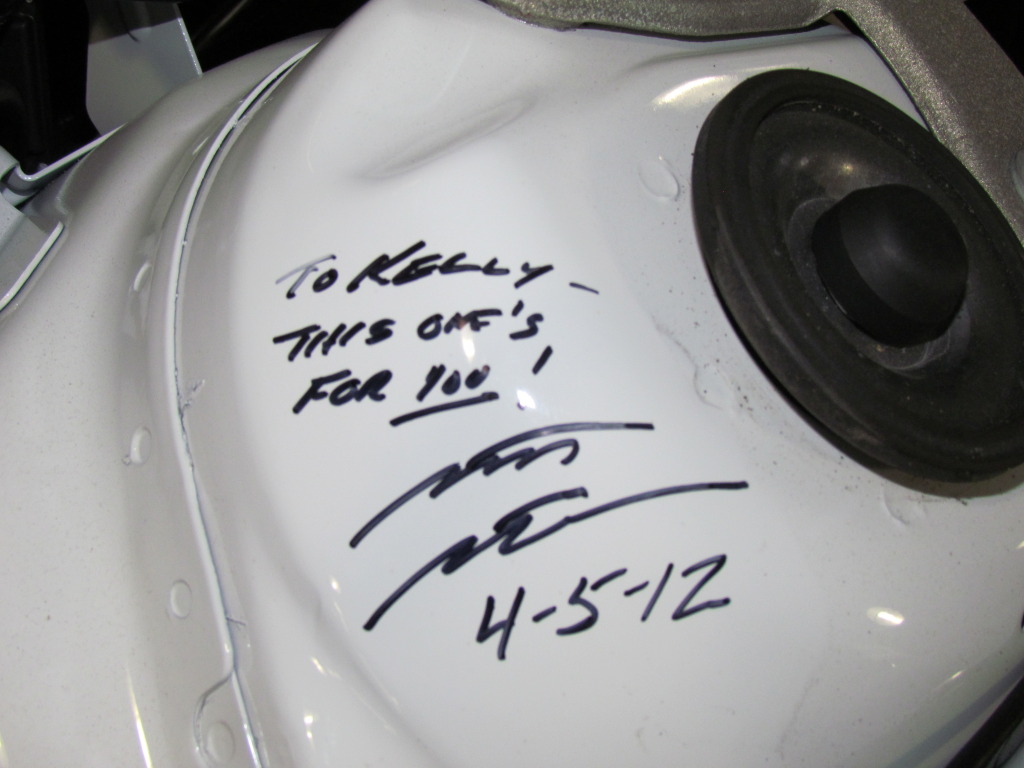 TO KELLY -
THIS ONE'S
FOR YOU !
4-5-12